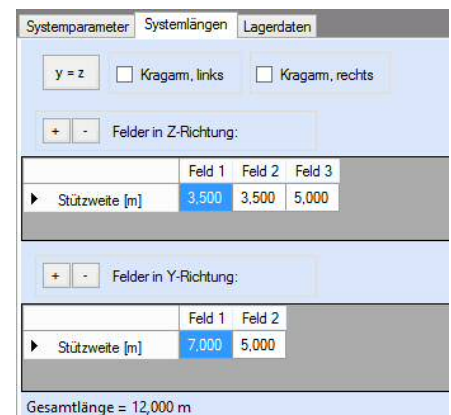 Systemparameter Systemlängen Lagerdaten
y = z Kragarm, links Kragarm, rechts
+ - Felder in Z-Richtung:
Feld 1 Feld 2 Feld 3
Stützweite [m] 3,500 3,500 5,000
+ - Felder in Y-Richtung:
Feld 1 Feld 2
Stützweite [m] 7,000 5,000
Gesamtlänge = 12,000 m